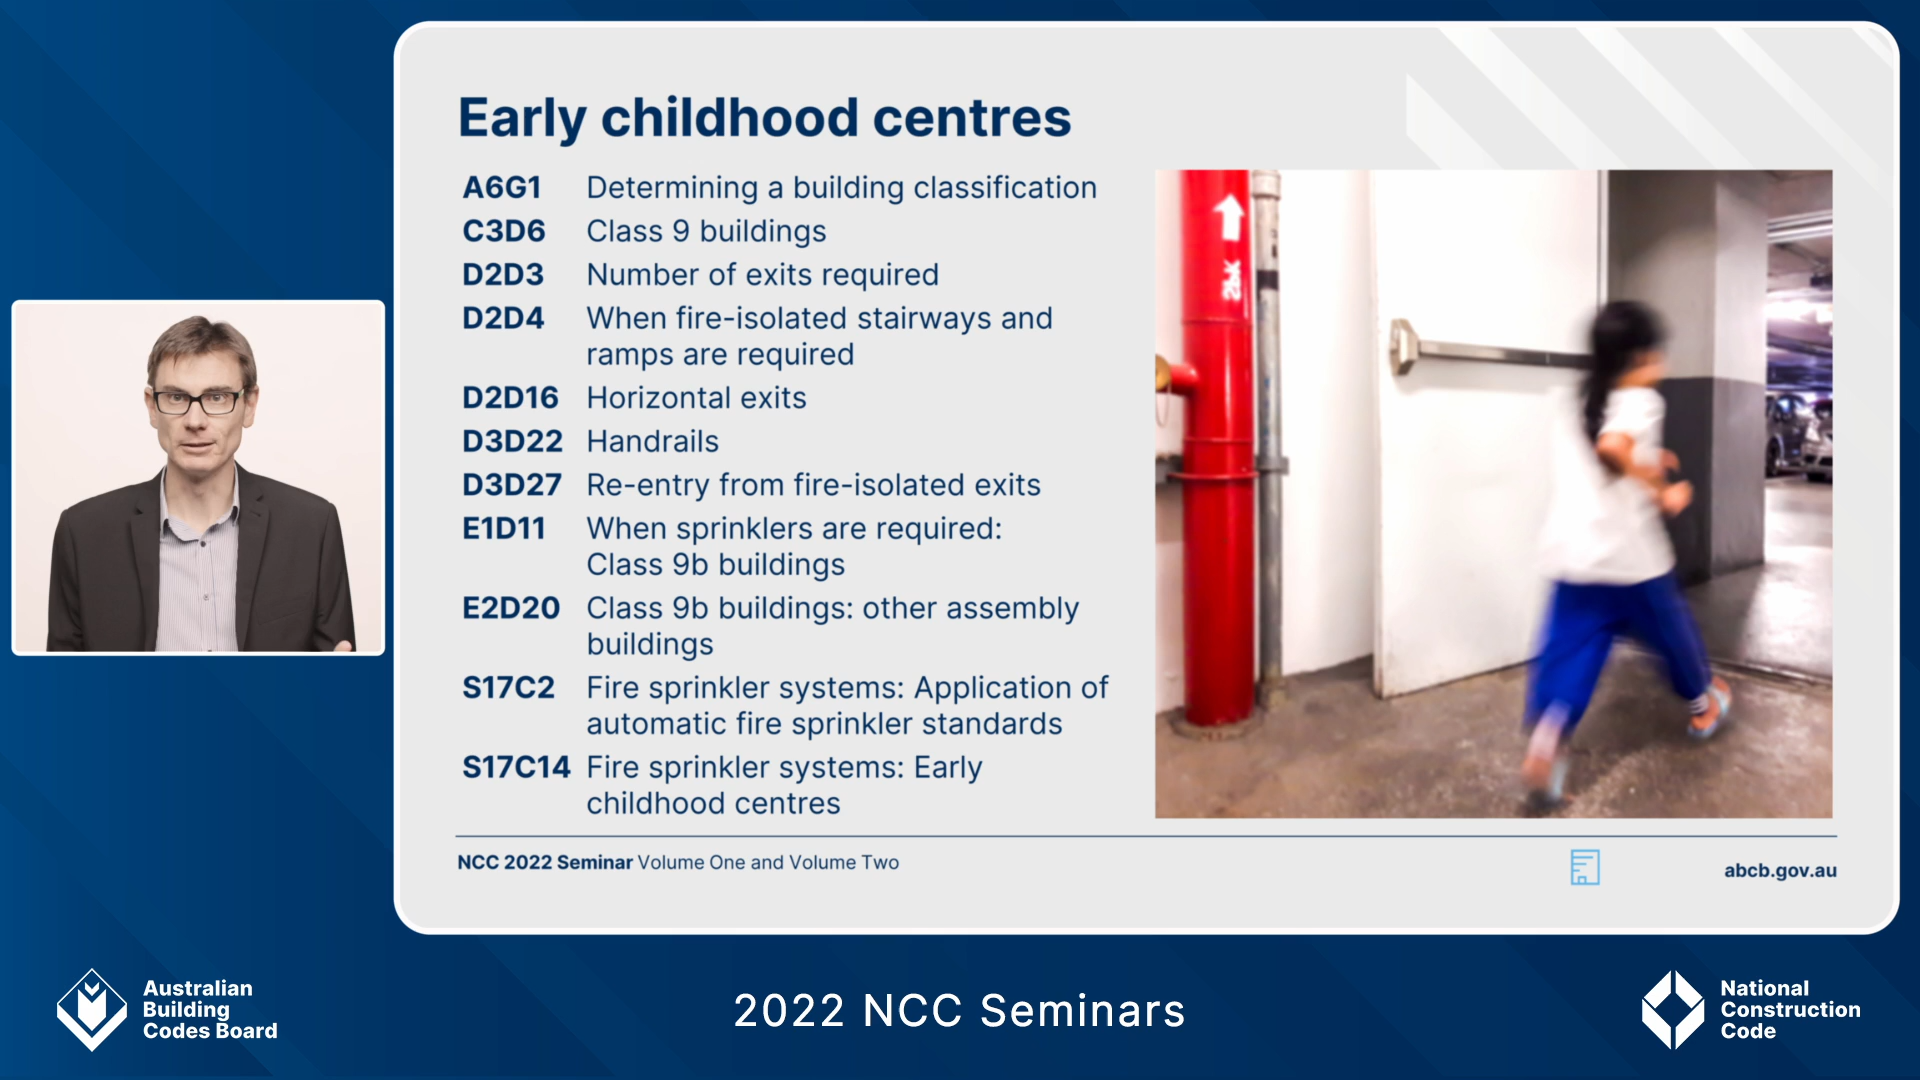 Early childhood centres
A6G1 Determining a building classification
C3D6 Class 9 buildings
D2D3 Number of exits required
D2D4 When fire-isolated stairways and
ramps are required
D2D16 Horizontal exits
D3D22 Handrails
D3D27 Re-entry from fire-isolated exits
E1D11 When sprinklers are required:
Class 9b buildings
E2D20 Class 9b buildings: other assembly
buildings
S17C2 Fire sprinkler systems: Application of
automatic fire sprinkler standards
S17C14 Fire sprinkler systems: Early
childhood centres
NCC 2022 Seminar Volume One and Volume Two
abcb.gov.au
Australian
Building
Codes Board
2022 NCC Seminars
National
Construction
Code